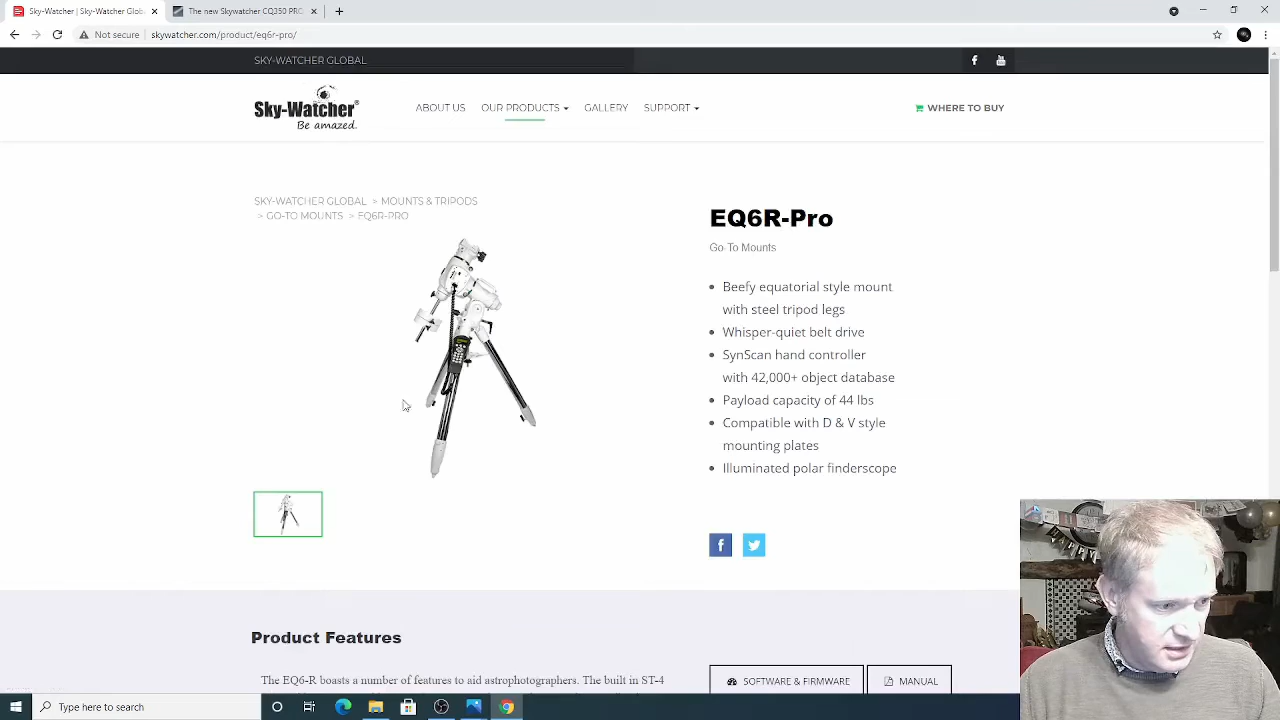 Sky-Watcher | Sky-Watcher Glob
The new Skywatcher CQ350 PRO
Not secure | skywatcher.com/product/eq6r-pro/
SKY-WATCHER GLOBAL
Sky-Watcher®
Be amazed.
ABOUT US
OUR PRODUCTS
GALLERY
SUPPORT
WHERE TO BUY
SKY-WATCHER GLOBAL > MOUNTS & TRIPODS
> GO-TO MOUNTS > EQ6R-PRO
EQ6R-Pro
Go-To Mounts
Beefy equatorial style mount
with steel tripod legs
Whisper-quiet belt drive
SynScan hand controller
with 42,000+ object database
Payload capacity of 44 lbs
Compatible with D & V style
mounting plates
Illuminated polar finderscope
Product Features
The EQ6-R boasts a number of features to aid astrophotographers. The built in ST-4
SOFTWARE & FIRMWARE
MANUAL
Type here to search